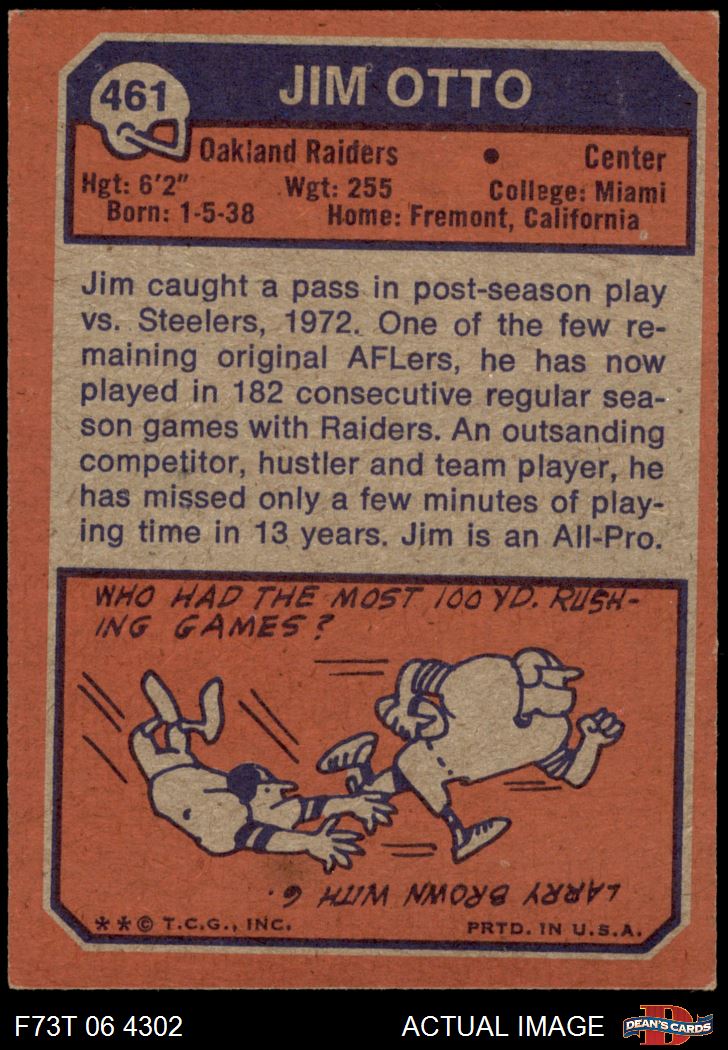 461
JIM OTTO
Oakland Raiders • Center
Hgt: 6'2" Wgt: 255 College: Miami
Born: 1-5-38 Home: Fremont, California
Jim caught a pass in post-season play
vs. Steelers, 1972. One of the few re-
maining original AFLers, he has now
played in 182 consecutive regular sea-
son games with Raiders. An outsanding
competitor, hustler and team player, he
has missed only a few minutes of play-
ing time in 13 years. Jim is an All-Pro.
WHO HAD THE MOST 100 YD. RUSH-
ING GAMES?
LARRY BROWN WITH 6.
**© T.C.G., INC. PRTD. IN U.S.A.
F73T 06 4302 ACTUAL IMAGE D DEAN'S CARDS